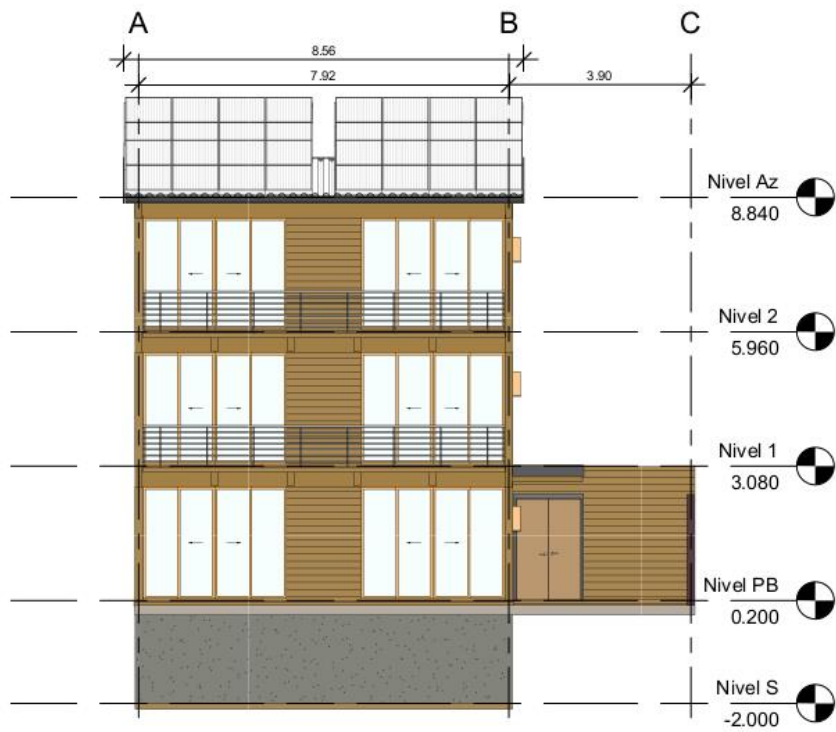 A
B
C
8.56
7.92
3.90
Nivel Az
8.840
Nivel 2
5.960
Nivel 1
3.080
Nivel PB
0.200
Nivel S
-2.000